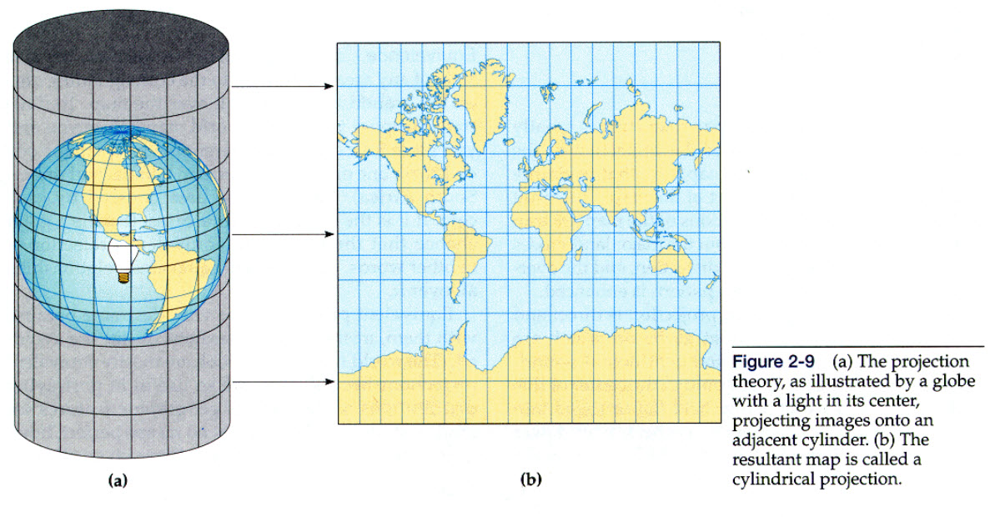 Figure 2-9 (a) The projection
theory, as illustrated by a globe
with a light in its center,
projecting images onto an
adjacent cylinder. (b) The
resultant map is called a
cylindrical projection.
(a)
(b)